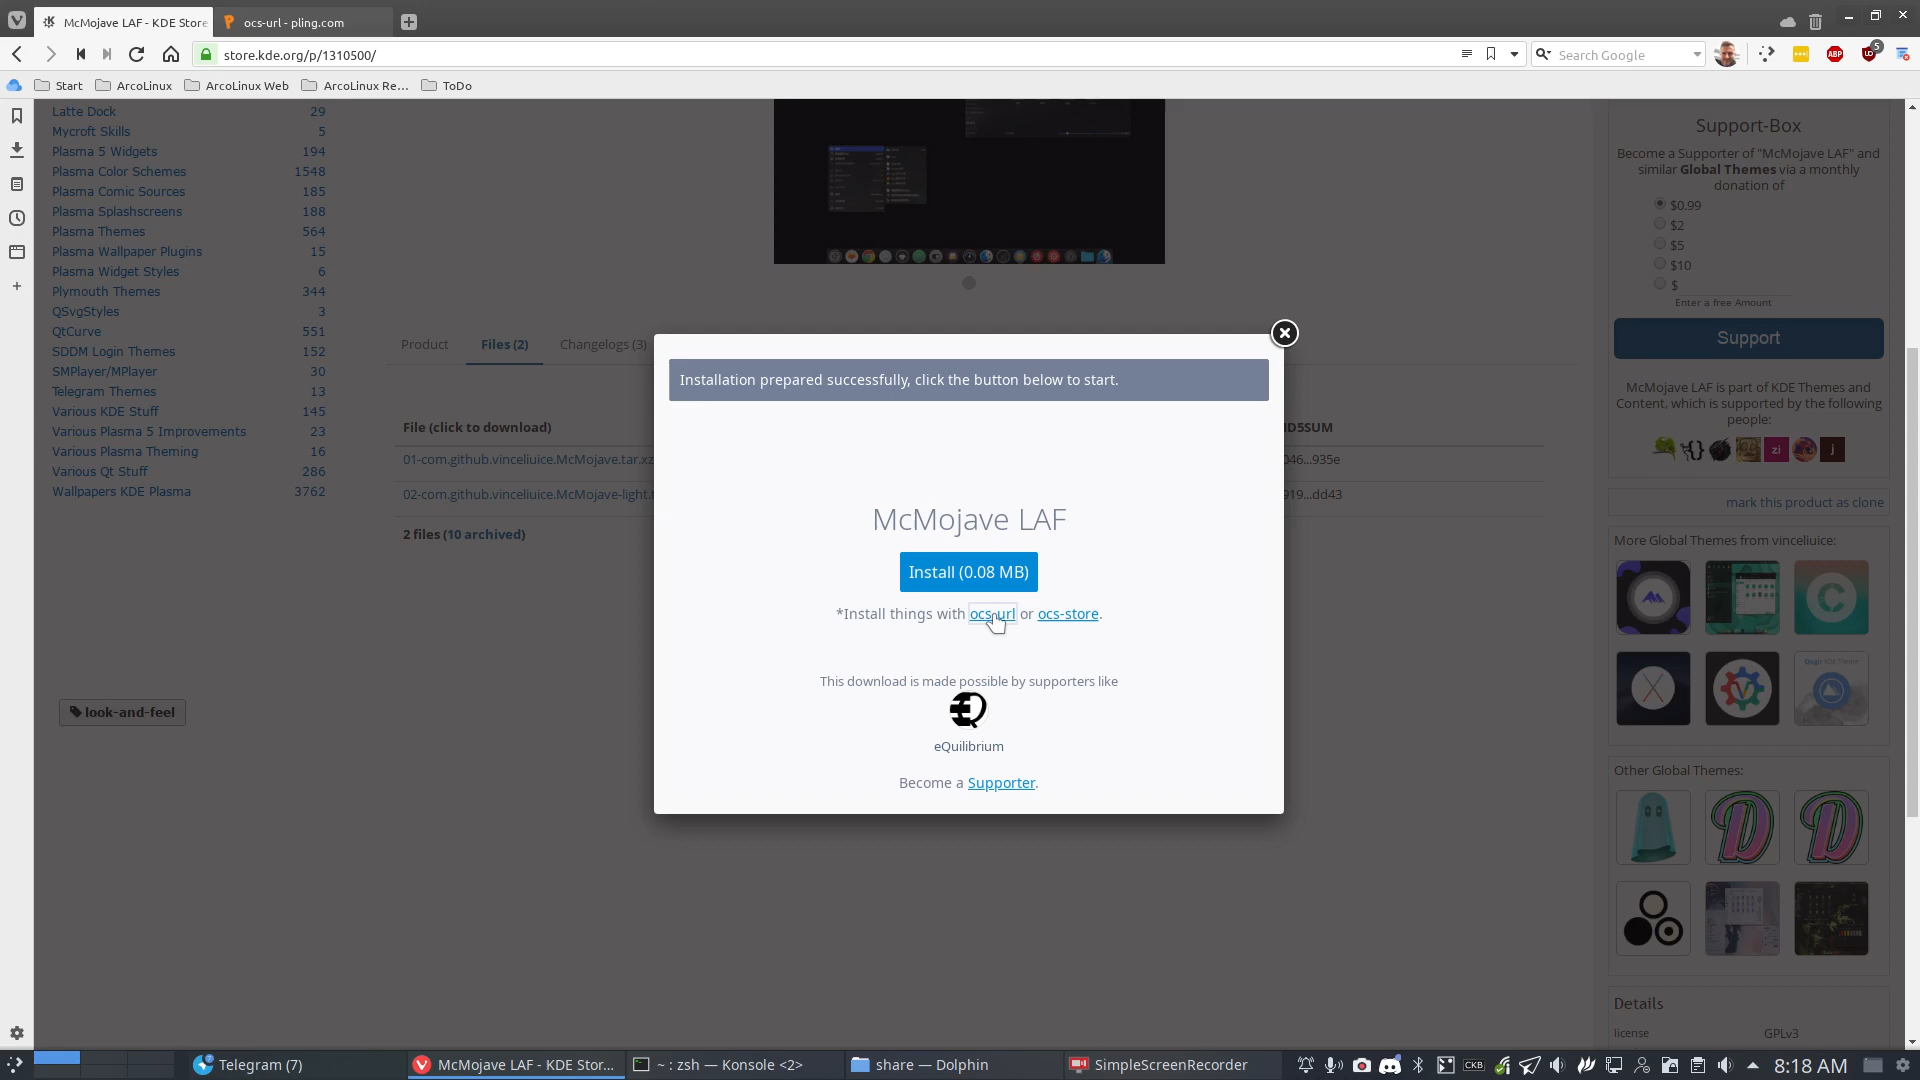 McMojave LAF - KDE Store
ocs-url - pling.com
store.kde.org/p/1310500/
Search Google
5
Start
ArcoLinux
ArcoLinux Web
ArcoLinux Re...
ToDo
Latte Dock 29
Mycroft Skills 5
Plasma 5 Widgets 194
Plasma Color Schemes 1548
Plasma Comic Sources 185
Plasma Splashscreens 188
Plasma Themes 564
Plasma Wallpaper Plugins 15
Plasma Widget Styles 6
Plymouth Themes 344
QSvgStyles 3
QtCurve 551
SDDM Login Themes 152
SMPlayer/MPlayer 30
Telegram Themes 13
Various KDE Stuff 145
Various Plasma 5 Improvements 23
Various Plasma Theming 16
Various Qt Stuff 286
Wallpapers KDE Plasma 3762
look-and-feel
Product
Files (2)
Changelogs (3)
File (click to download)
01-com.github.vinceliuice.McMojave.tar.xz
02-com.github.vinceliuice.McMojave-light.t
2 files (10 archived)
D5SUM
046...935e
919...dd43
Installation prepared successfully, click the button below to start.
McMojave LAF
Install (0.08 MB)
*Install things with ocs-url or ocs-store.
This download is made possible by supporters like
eQuilibrium
Become a Supporter.
Support-Box
Become a Supporter of "McMojave LAF" and
similar Global Themes via a monthly
donation of
$0.99
$2
$5
$10
$
Enter a free Amount
Support
McMojave LAF is part of KDE Themes and
Content, which is supported by the following
people:
zi
j
mark this product as clone
More Global Themes from vinceliuice:
Other Global Themes:
Details
license GPLv3
Telegram (7)
McMojave LAF - KDE Stor...
~ : zsh — Konsole <2>
share — Dolphin
SimpleScreenRecorder
CKB
8:18 AM